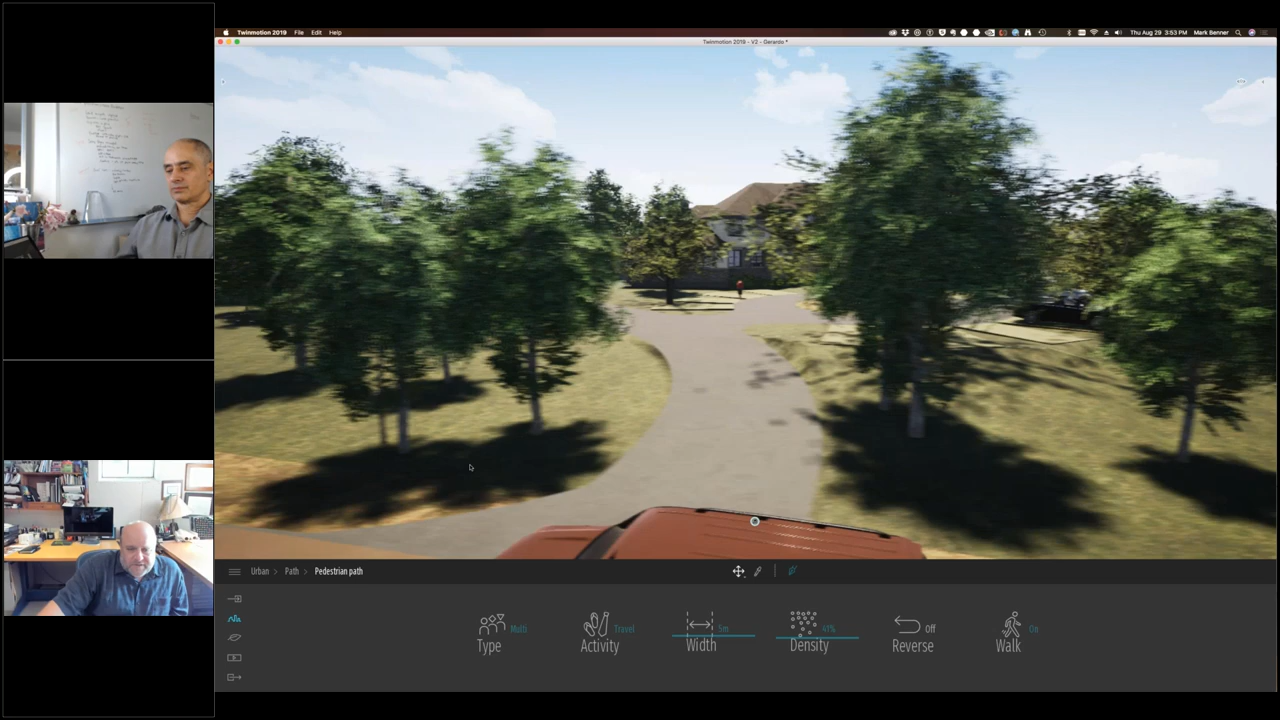 Twinmotion 2019 File Edit Help
Thu Aug 29 3:53 PM Mark Benner
Twinmotion 2019 - V2 - Gerardo *
Urban > Path > Pedestrian path
Multi
Type
Travel
Activity
5m
Width
41%
Density
Off
Reverse
On
Walk